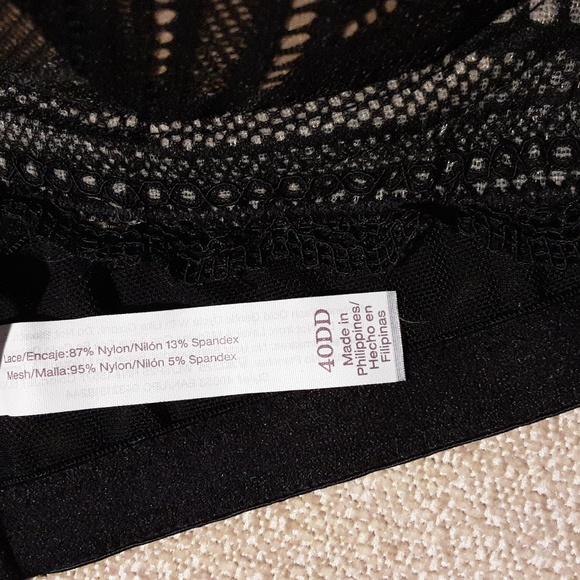 Lace/Encaje:87% Nylon/Nilón 13% Spandex
Mesh/Malla:95% Nylon/Nilón 5% Spandex
40DD
Made in
Philippines/
Hecho en
Filipinas